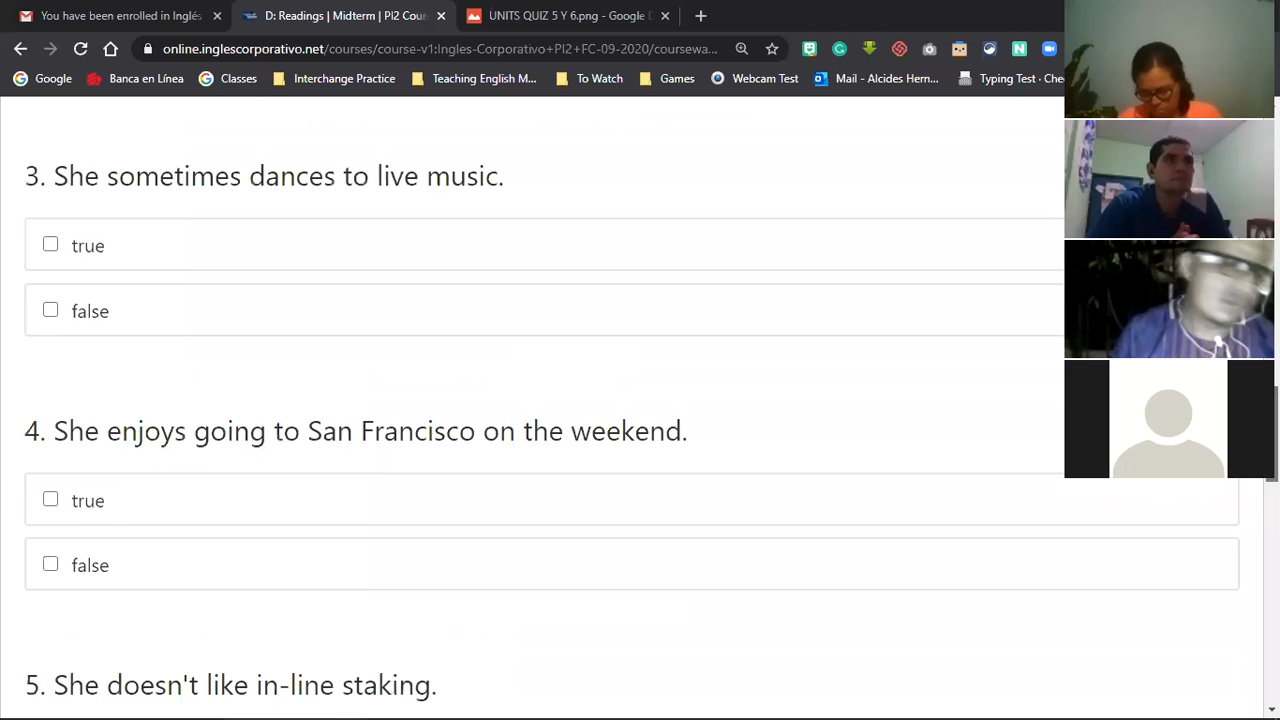 You have been enrolled in Inglés
D: Readings | Midterm | PI2 Cou
UNITS QUIZ 5 Y 6.png - Google D
online.inglescorporativo.net/courses/course-v1:Ingles-Corporativo+PI2+FC-09-2020/coursewa...
Google
Banca en Línea
Classes
Interchange Practice
Teaching English M...
To Watch
Games
Webcam Test
Mail - Alcides Hern...
Typing Test · Che
3. She sometimes dances to live music.
true
false
4. She enjoys going to San Francisco on the weekend.
true
false
5. She doesn't like in-line staking.